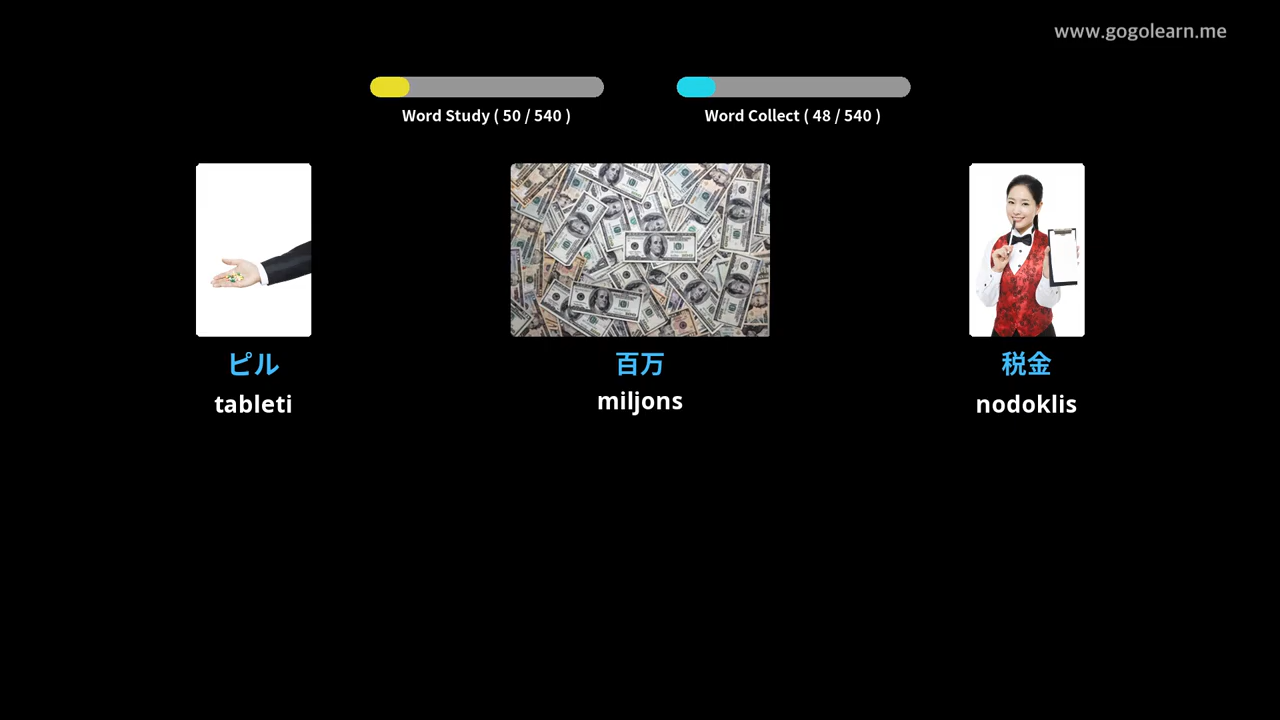 www.gogolearn.me
Word Study ( 50 / 540 )
Word Collect ( 48 / 540 )
ピル
tableti
百万
miljons
税金
nodoklis